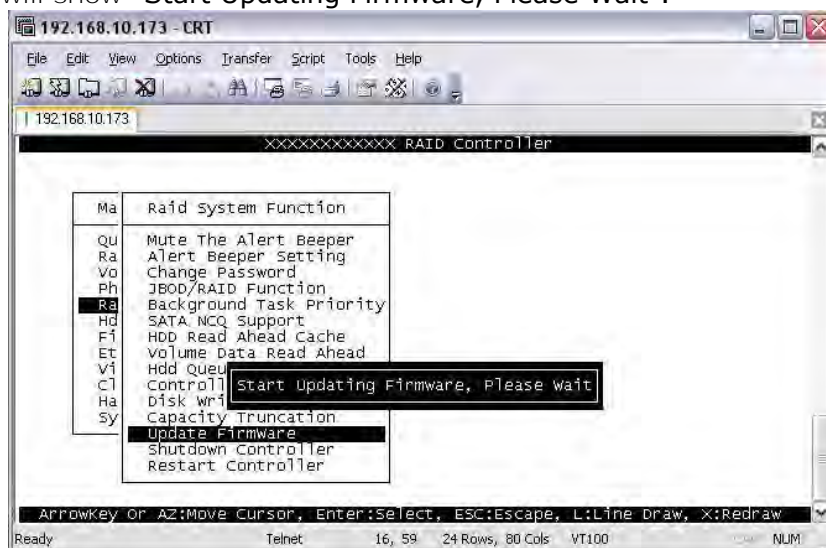 will show "Start Updating Firmware, Please Wait".
192.168.10.173 - CRT
File Edit View Options Transfer Script Tools Help
192.168.10.173
XXXXXXXXXXXX RAID Controller
Ma
Raid System Function
Qu
Mute The Alert Beeper
Ra
Alert Beeper Setting
Vo
Change Password
Ph
JBOD/RAID Function
Ra
Background Task Priority
Hd
SATA NCQ Support
Fi
HDD Read Ahead Cache
Et
Volume Data Read Ahead
Vi
Hdd Queu
Cl
Controll
Start Updating Firmware, Please Wait
Ha
Disk Wri
Sy
Capacity Truncation
Update Firmware
Shutdown Controller
Restart Controller
ArrowKey Or AZ:Move Cursor, Enter:Select, ESC:Escape, L:Line Draw, X:Redraw
Ready Telnet 16, 59 24 Rows, 80 Cols VT100 NUM